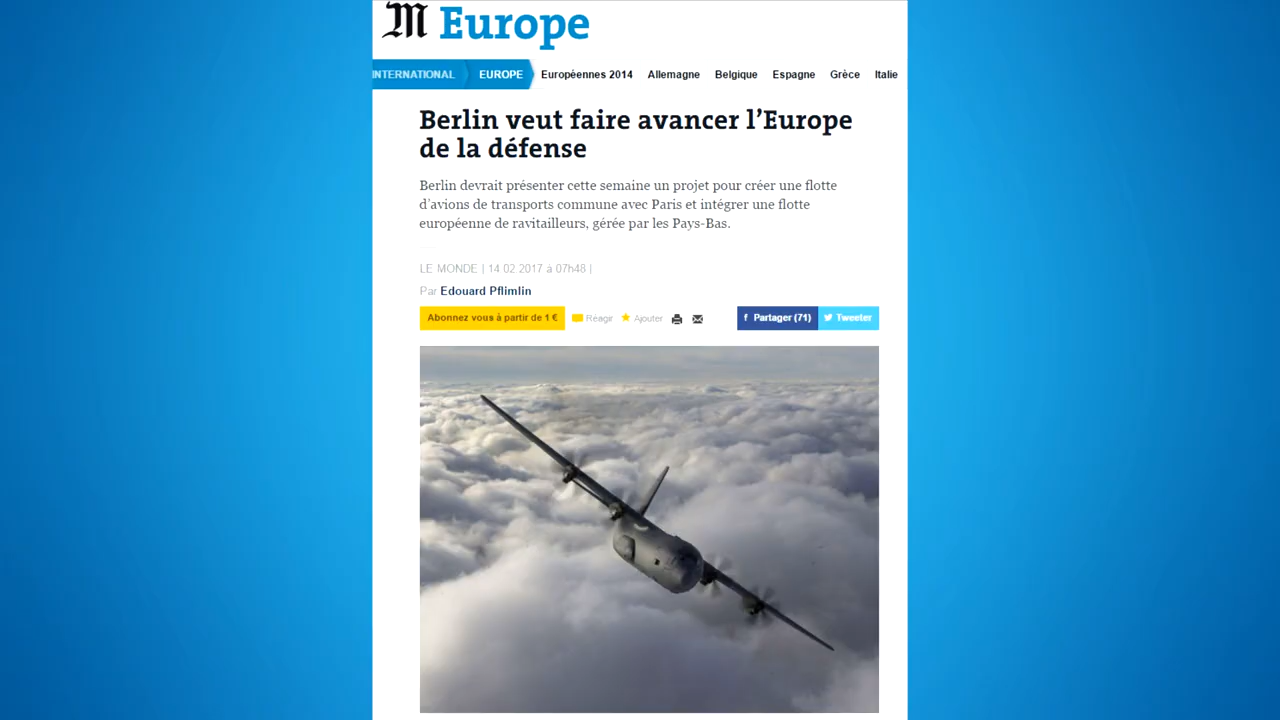 M Europe
INTERNATIONAL EUROPE Européennes 2014 Allemagne Belgique Espagne Grèce Italie
Berlin veut faire avancer l’Europe
de la défense
Berlin devrait présenter cette semaine un projet pour créer une flotte
d’avions de transports commune avec Paris et intégrer une flotte
européenne de ravitailleurs, gérée par les Pays-Bas.
LE MONDE | 14 02 2017 à 07h48 |
Par Edouard Pflimlin
Abonnez vous à partir de 1 € Réagir Ajouter f Partager (71) Tweeter